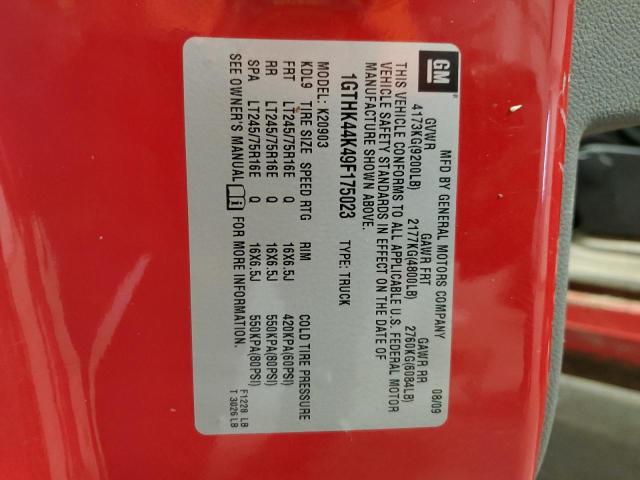 GM
MFD BY GENERAL MOTORS COMPANY 08/09
GVWR GAWR FRT GAWR RR
4173KG(9200LB) 2177KG(4800LB) 2760KG(6084LB)
THIS VEHICLE CONFORMS TO ALL APPLICABLE U.S. FEDERAL MOTOR
VEHICLE SAFETY STANDARDS IN EFFECT ON THE DATE OF
MANUFACTURE SHOWN ABOVE.
1GTHK44K49F175023 TYPE: TRUCK
MODEL: K20903
KDL9 TIRE SIZE SPEED RTG RIM COLD TIRE PRESSURE
FRT LT245/75R16E Q 16X6.5J 420KPA(60PSI)
RR LT245/75R16E Q 16X6.5J 550KPA(80PSI)
SPA LT245/75R16E Q 16X6.5J 550KPA(80PSI)
SEE OWNER'S MANUAL i FOR MORE INFORMATION.
F1228 LB
T 3026 LB